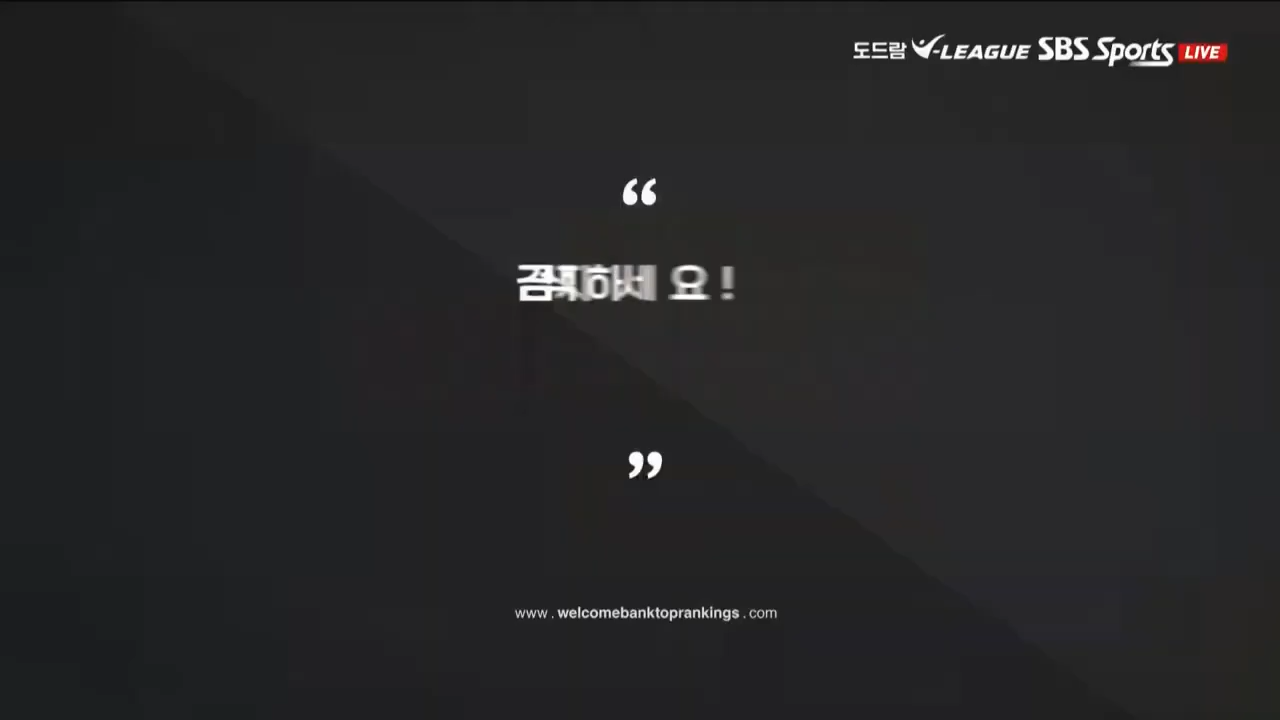 도드람 V-LEAGUE SBS Sports LIVE
“
요 !
”
www . welcomebanktoprankings . com